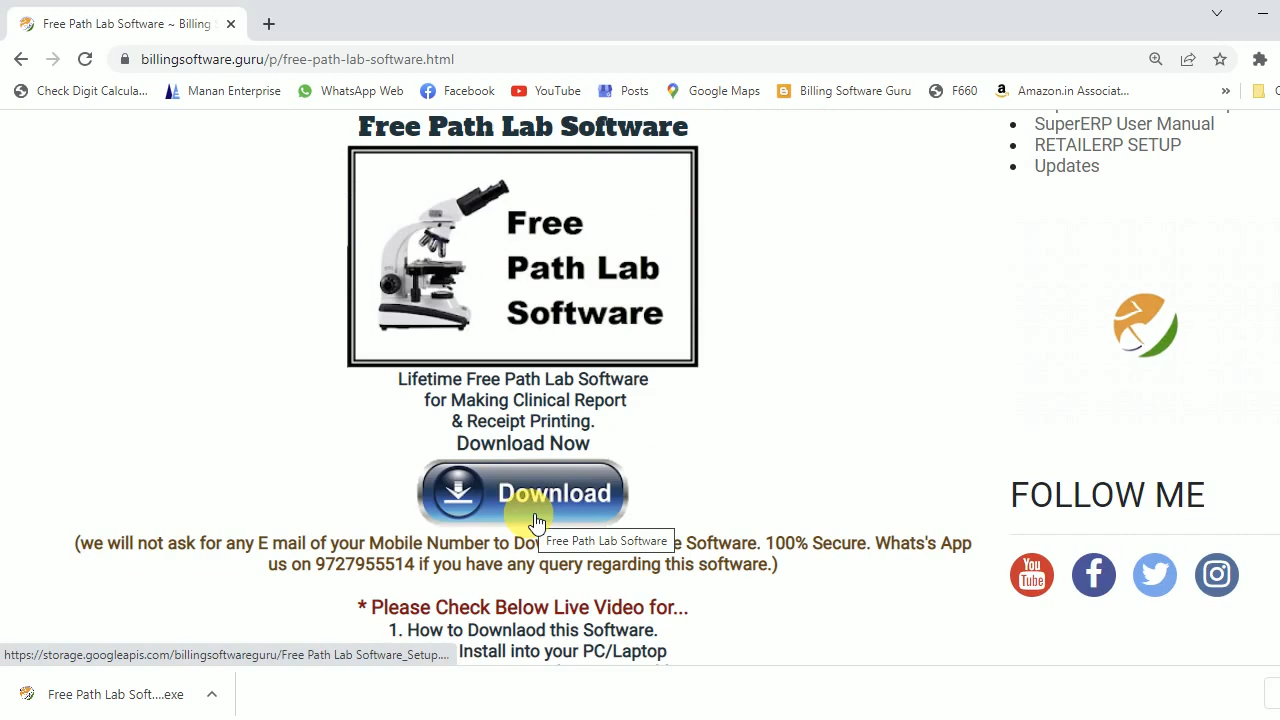 Free Path Lab Software ~ Billing
billingsoftware.guru/p/free-path-lab-software.html
Check Digit Calcula... Manan Enterprise WhatsApp Web Facebook YouTube Posts Google Maps Billing Software Guru F660 Amazon.in Associat... »
Free Path Lab Software
Free
Path Lab
Software
Lifetime Free Path Lab Software
for Making Clinical Report
& Receipt Printing.
Download Now
Download
(we will not ask for any E mail of your Mobile Number to Software. 100% Secure. Whats's App
us on 9727955514 if you have any query regarding this software.)
Free Path Lab Software
* Please Check Below Live Video for...
1. How to Downlaod this Software.
Install into your PC/Laptop
SuperERP User Manual
RETAILERP SETUP
Updates
FOLLOW ME
You
Tube
https://storage.googleapis.com/billingsoftwareguru/Free Path Lab Software_Setup....
Free Path Lab Soft....exe